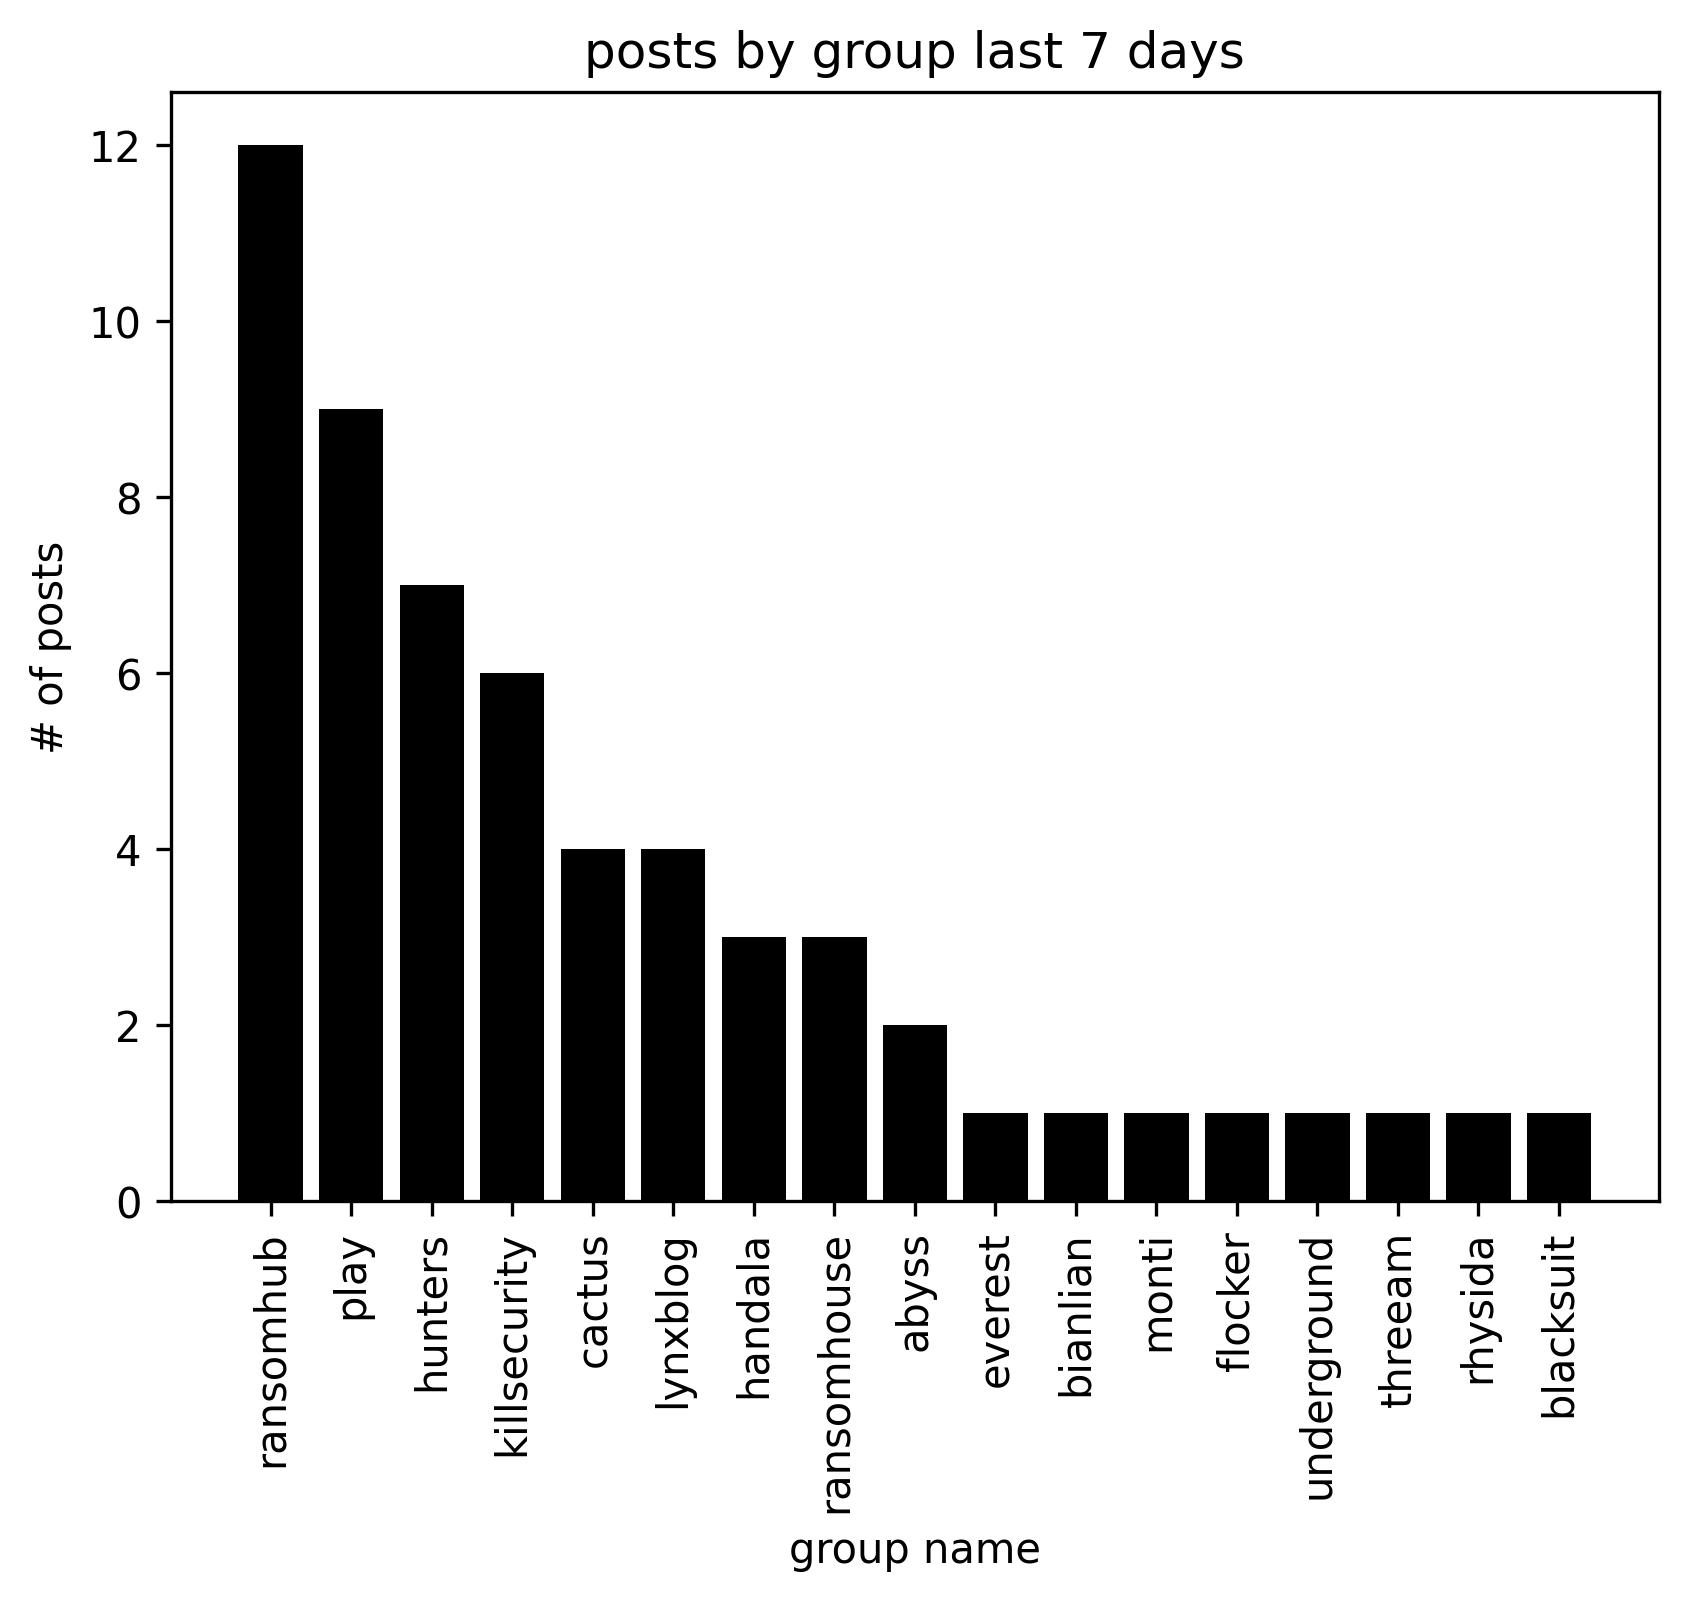 posts by group last 7 days
12
10
8
6
4
2
0
# of posts
ransomhub
play
hunters
killsecurity
cactus
lynxblog
handala
ransomhouse
abyss
everest
bianlian
monti
flocker
underground
threeam
rhysida
blacksuit
group name